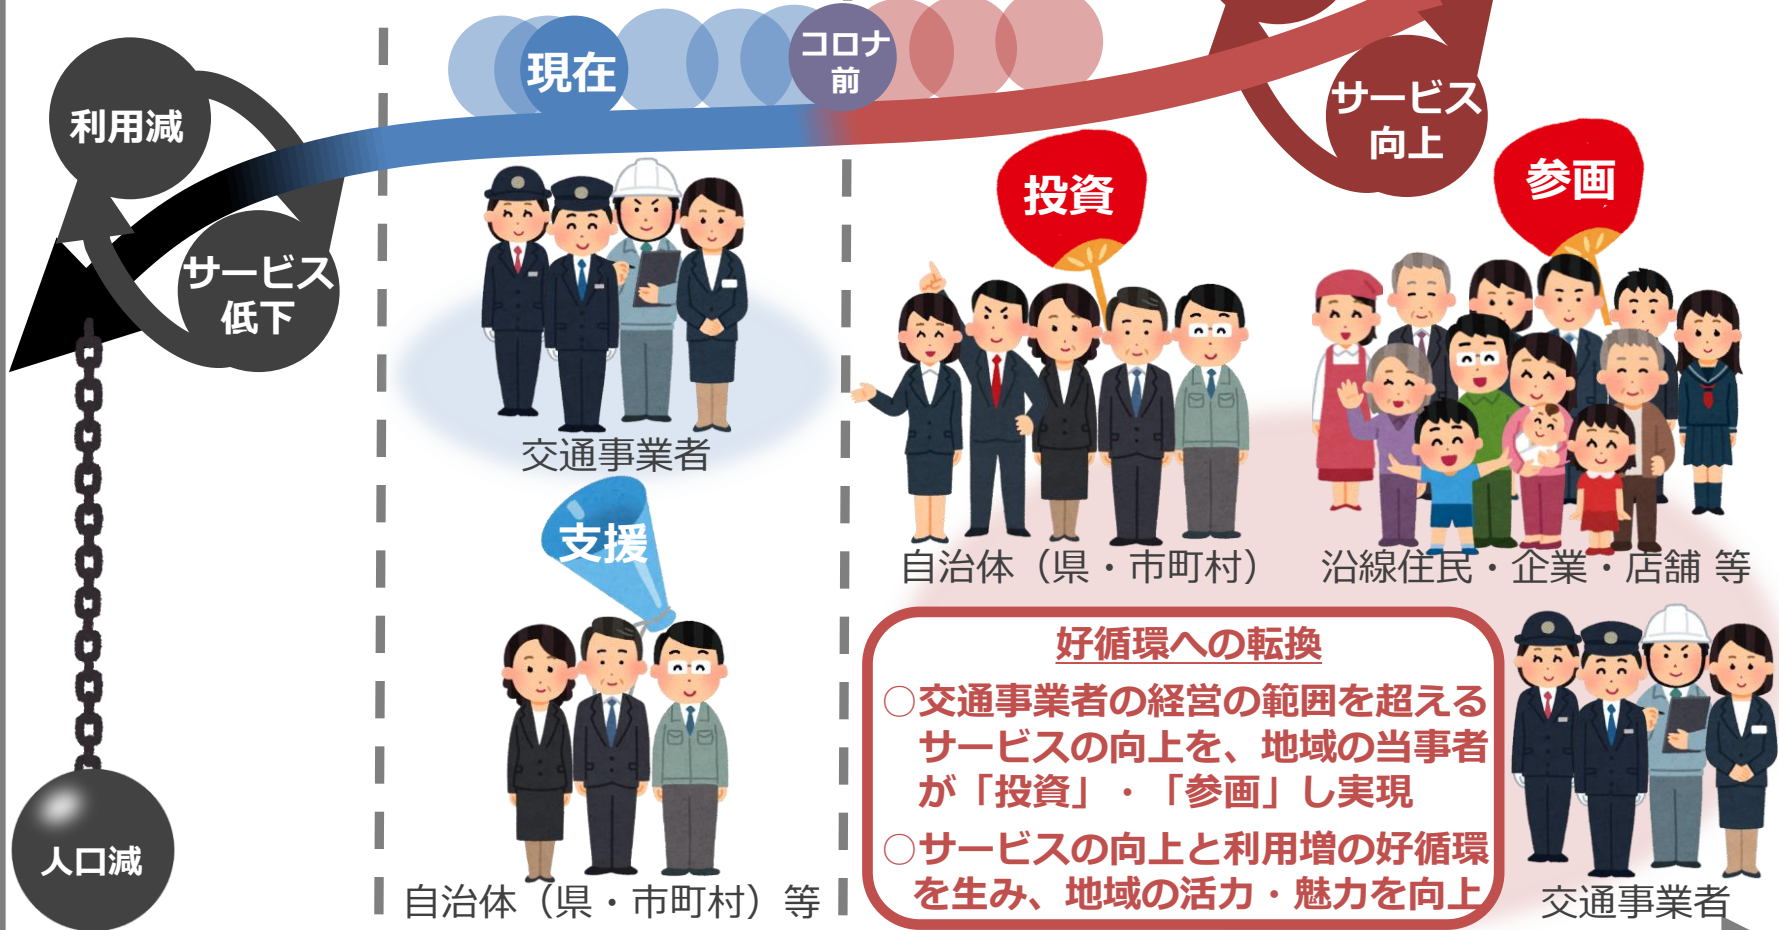 利用減
サービス
低下
人口減
現在
コロナ
前
交通事業者
支援
自治体（県・市町村）等
サービス
向上
投資
参画
自治体（県・市町村）
沿線住民・企業・店舗 等
好循環への転換
○交通事業者の経営の範囲を超える
サービスの向上を、地域の当事者
が「投資」・「参画」し実現
○サービスの向上と利用増の好循環
を生み、地域の活力・魅力を向上
交通事業者